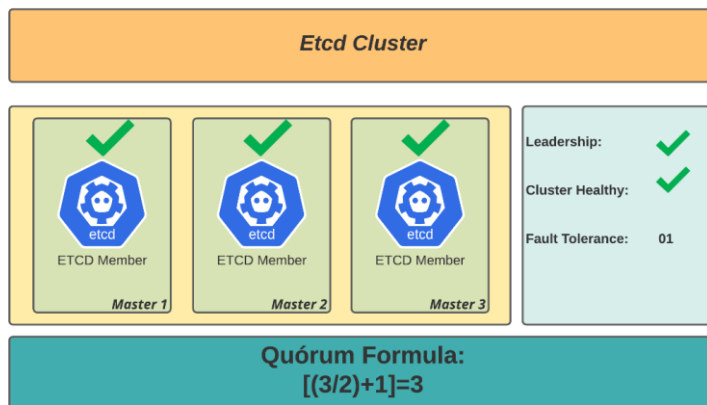 Etcd Cluster
etcd
ETCD Member
Master 1
etcd
ETCD Member
Master 2
etcd
ETCD Member
Master 3
Leadership:
Cluster Healthy:
Fault Tolerance: 01
Quórum Formula:
[(3/2)+1]=3